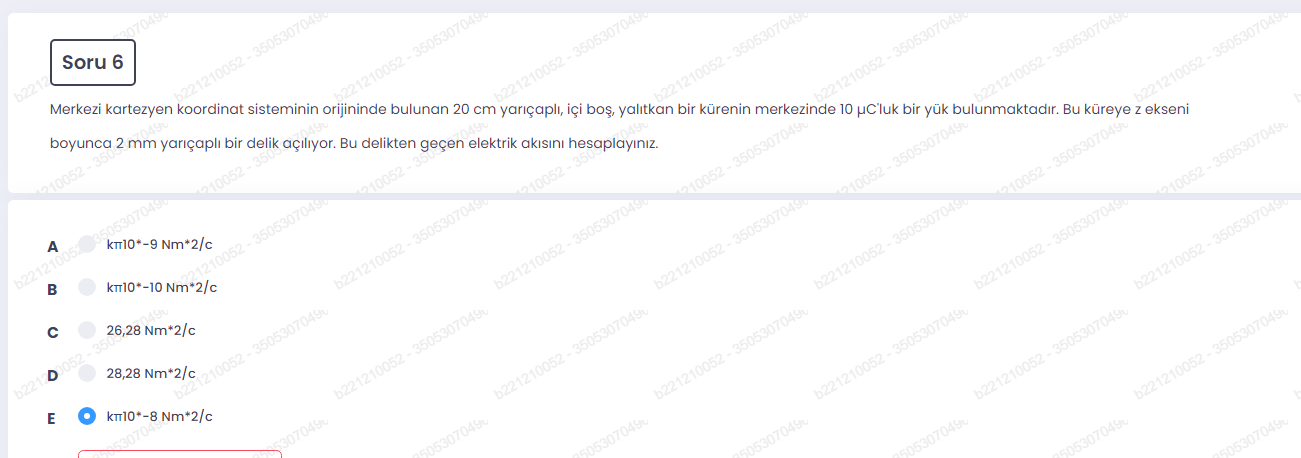 Soru 6
Merkezi kartezyen koordinat sisteminin orijininde bulunan 20 cm yarıçaplı, içi boş, yalıtkan bir kürenin merkezinde 10 μC'luk bir yük bulunmaktadır. Bu küreye z ekseni
boyunca 2 mm yarıçaplı bir delik açılıyor. Bu delikten geçen elektrik akısını hesaplayınız.
A kπ10*-9 Nm*2/c
B kπ10*-10 Nm*2/c
C 26,28 Nm*2/c
D 28,28 Nm*2/c
E kπ10*-8 Nm*2/c